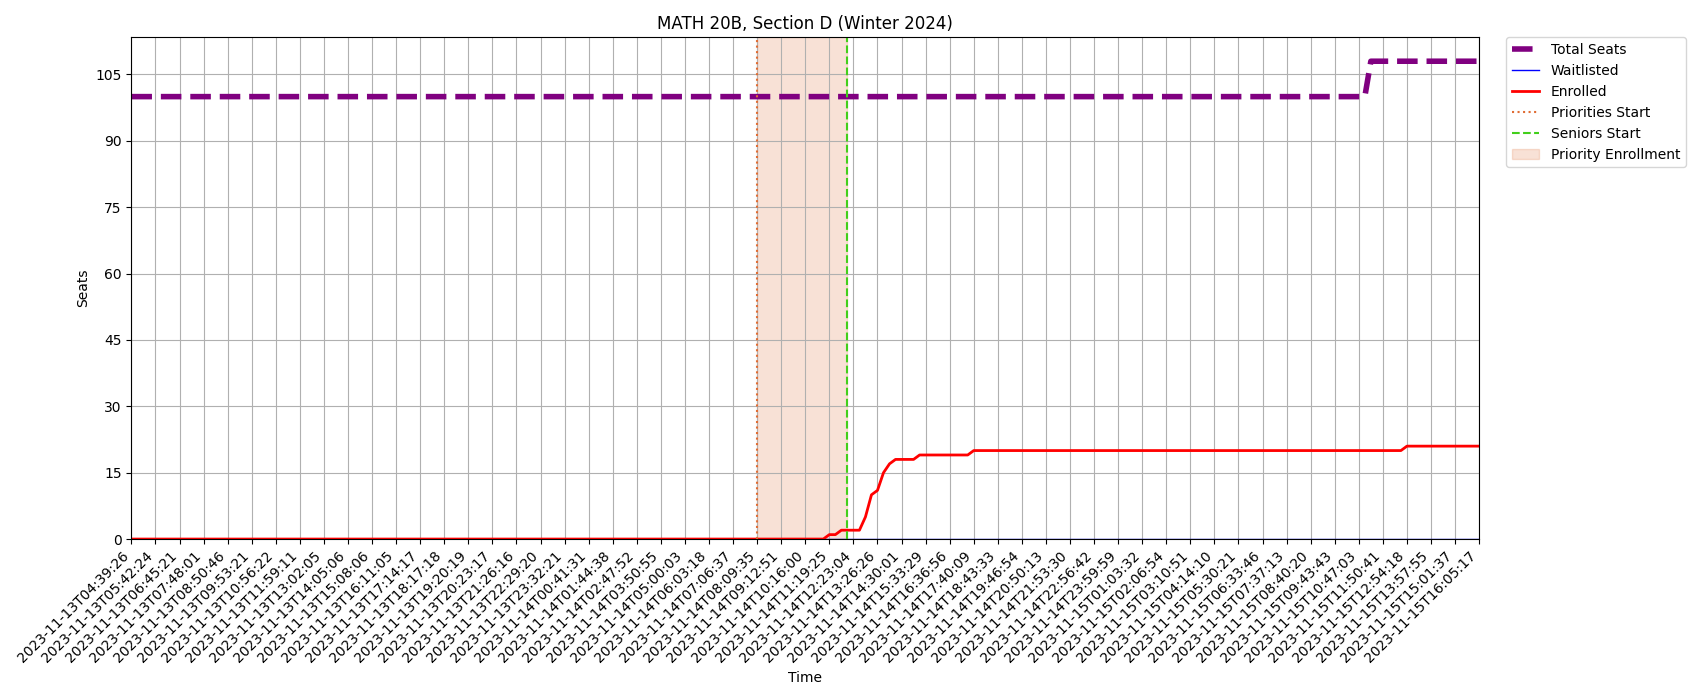 MATH 20B, Section D (Winter 2024)
Total Seats
Waitlisted
Enrolled
Priorities Start
Seniors Start
Priority Enrollment
Seats
105
90
75
60
45
30
15
0
2023-11-13T04:39:26
2023-11-13T05:42:24
2023-11-13T06:45:21
2023-11-13T07:48:01
2023-11-13T08:50:46
2023-11-13T09:53:21
2023-11-13T10:56:22
2023-11-13T11:59:11
2023-11-13T13:02:05
2023-11-13T14:05:06
2023-11-13T15:08:06
2023-11-13T16:11:05
2023-11-13T17:14:17
2023-11-13T18:17:18
2023-11-13T19:20:19
2023-11-13T20:23:17
2023-11-13T21:26:16
2023-11-13T22:29:20
2023-11-13T23:32:21
2023-11-14T00:41:31
2023-11-14T01:44:38
2023-11-14T02:47:52
2023-11-14T03:50:55
2023-11-14T05:00:03
2023-11-14T06:03:18
2023-11-14T07:06:37
2023-11-14T08:09:35
2023-11-14T09:12:51
2023-11-14T10:16:00
2023-11-14T11:19:25
2023-11-14T12:23:04
2023-11-14T13:26:26
2023-11-14T14:30:01
2023-11-14T15:33:29
2023-11-14T16:36:56
2023-11-14T17:40:09
2023-11-14T18:43:33
2023-11-14T19:46:54
2023-11-14T20:50:13
2023-11-14T21:53:30
2023-11-14T22:56:42
2023-11-14T23:59:59
2023-11-15T01:03:32
2023-11-15T02:06:54
2023-11-15T03:10:51
2023-11-15T04:14:10
2023-11-15T05:30:21
2023-11-15T06:33:46
2023-11-15T07:37:13
2023-11-15T08:40:20
2023-11-15T09:43:43
2023-11-15T10:47:03
2023-11-15T11:50:41
2023-11-15T12:54:18
2023-11-15T13:57:55
2023-11-15T15:01:37
2023-11-15T16:05:17
Time